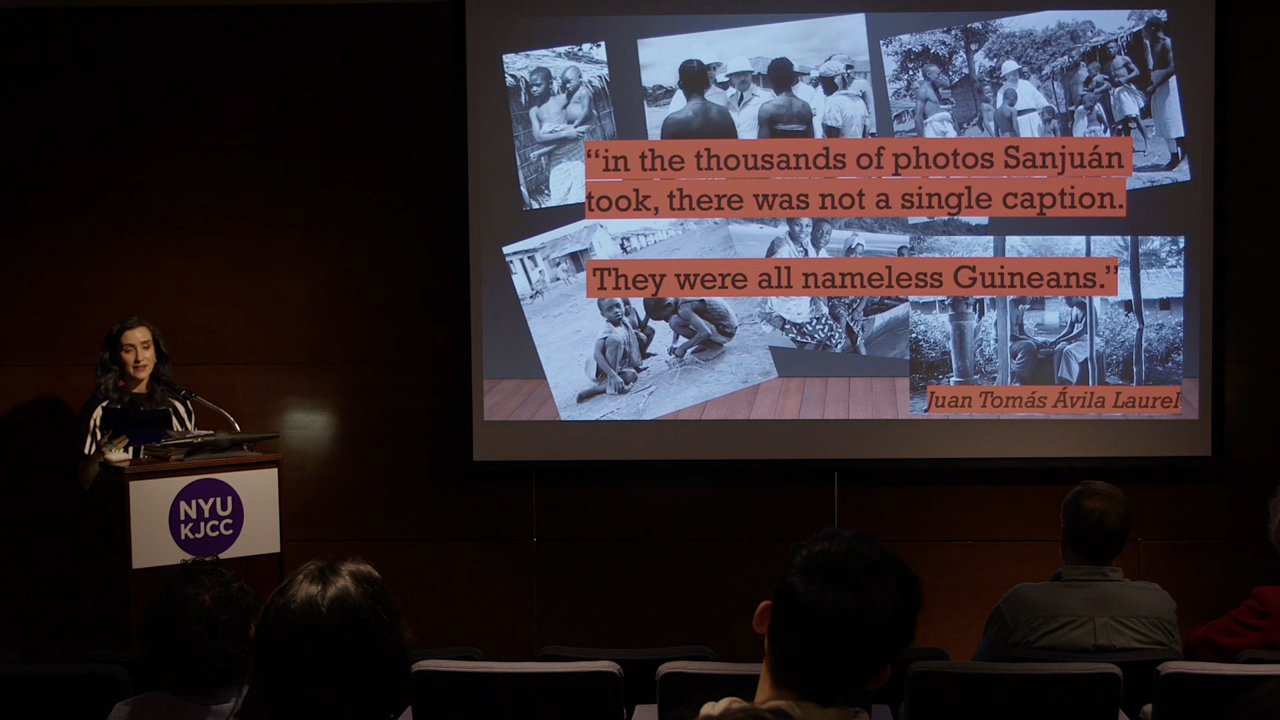 “in the thousands of photos Sanjuán
took, there was not a single caption.
They were all nameless Guineans.”
Juan Tomás Ávila Laurel
NYU
KJCC